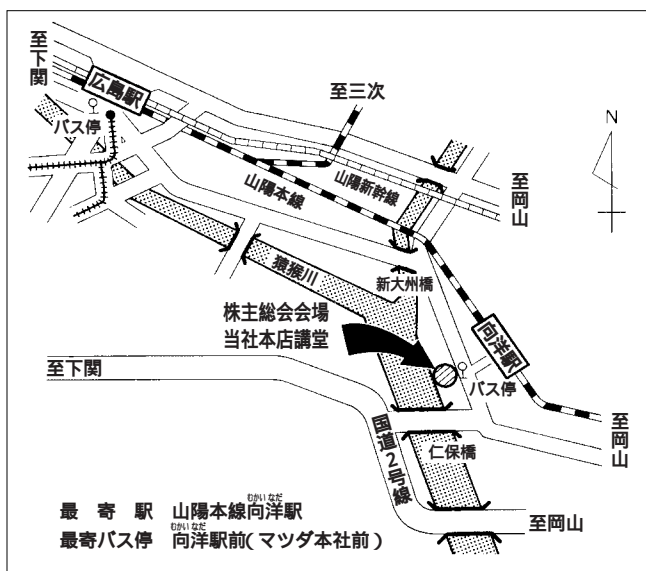 至下関
広島駅
バス停
至三次
N
山陽本線
山陽新幹線
至岡山
猿猴川
新大州橋
株主総会会場
当社本店講堂
向洋駅
バス停
至下関
至岡山
国道2号線
仁保橋
至岡山
むかいなだ
最寄駅 山陽本線向洋駅
むかいなだ
最寄バス停 向洋駅前(マツダ本社前)